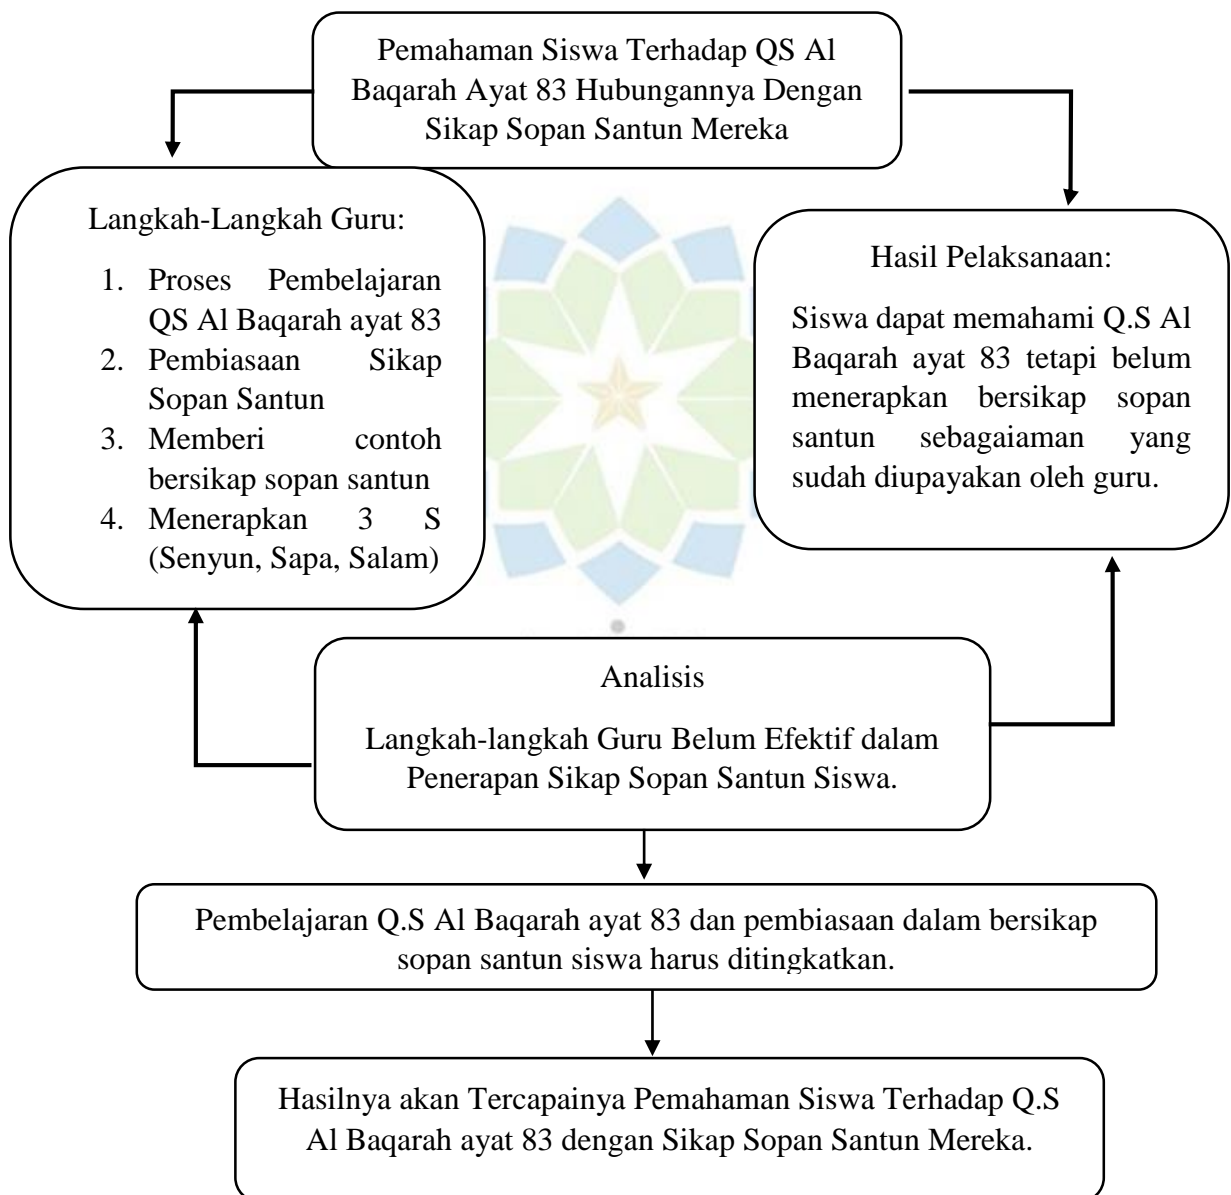 Pemahaman Siswa Terhadap QS Al
Baqarah Ayat 83 Hubungannya Dengan
Sikap Sopan Santun Mereka
Langkah-Langkah Guru:
1. Proses Pembelajaran
QS Al Baqarah ayat 83
2. Pembiasaan Sikap
Sopan Santun
3. Memberi contoh
bersikap sopan santun
4. Menerapkan 3 S
(Senyun, Sapa, Salam)
Hasil Pelaksanaan:
Siswa dapat memahami Q.S Al
Baqarah ayat 83 tetapi belum
menerapkan bersikap sopan
santun sebagaiaman yang
sudah diupayakan oleh guru.
Analisis
Langkah-langkah Guru Belum Efektif dalam
Penerapan Sikap Sopan Santun Siswa.
Pembelajaran Q.S Al Baqarah ayat 83 dan pembiasaan dalam bersikap
sopan santun siswa harus ditingkatkan.
Hasilnya akan Tercapainya Pemahaman Siswa Terhadap Q.S
Al Baqarah ayat 83 dengan Sikap Sopan Santun Mereka.